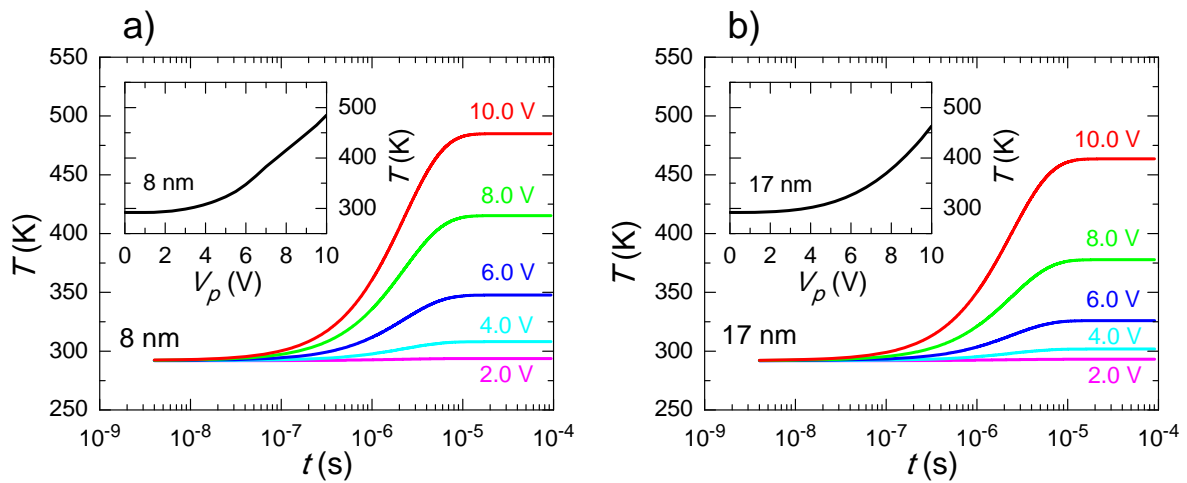 a)
550
500
450
400
350
300
250
T (K)
10-9
10-8
10-7
10-6
10-5
10-4
t (s)
8 nm
10.0 V
8.0 V
6.0 V
4.0 V
2.0 V
8 nm
500
400
300
T (K)
0
2
4
6
8
10
Vp (V)
b)
550
500
450
400
350
300
250
T (K)
10-9
10-8
10-7
10-6
10-5
10-4
t (s)
17 nm
10.0 V
8.0 V
6.0 V
4.0 V
2.0 V
17 nm
500
400
300
T (K)
0
2
4
6
8
10
Vp (V)